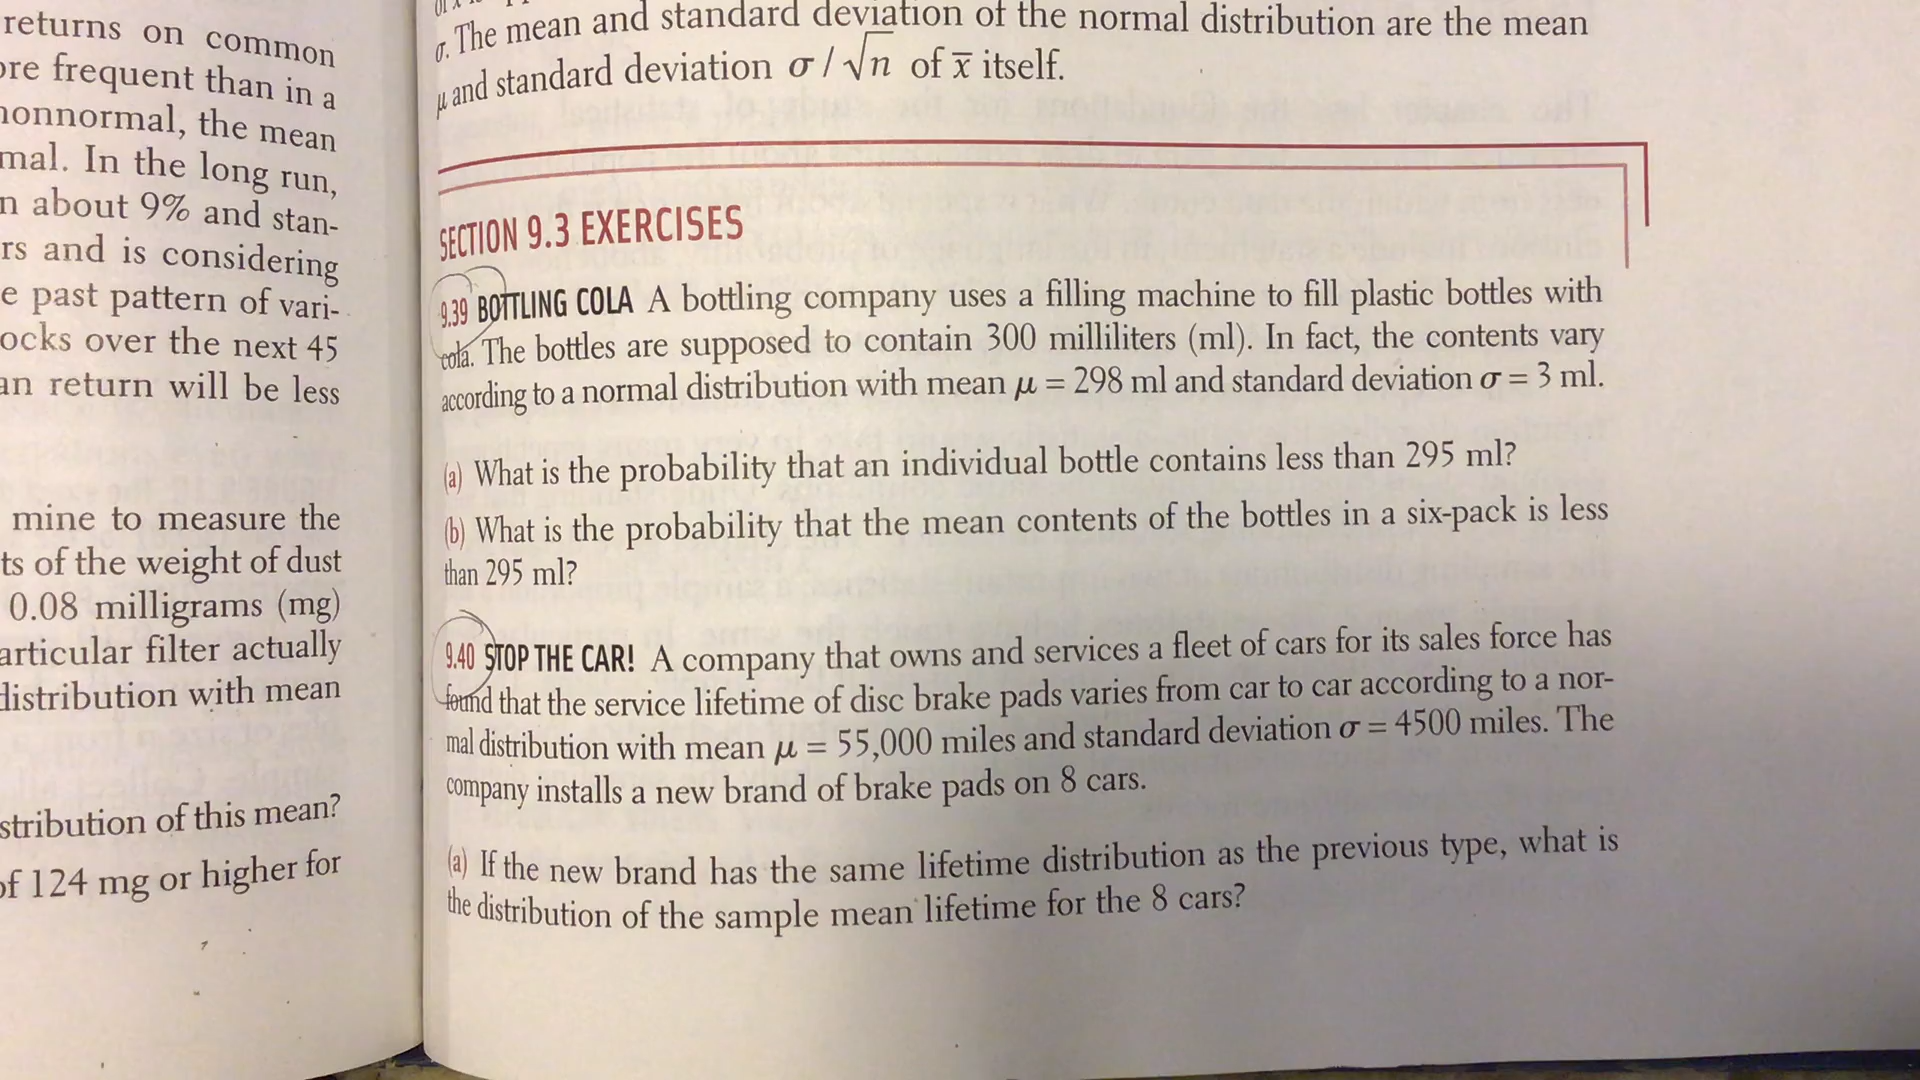 returns on common
ore frequent than in a
nonnormal, the mean
mal. In the long run,
n about 9% and stan-
rs and is considering
e past pattern of vari-
ocks over the next 45
an return will be less
mine to measure the
ts of the weight of dust
0.08 milligrams (mg)
articular filter actually
distribution with mean
stribution of this mean?
of 124 mg or higher for
σ. The mean and standard deviation of the normal distribution are the mean
μ and standard deviation σ / √n of x̄ itself.
SECTION 9.3 EXERCISES
9.39 BOTTLING COLA A bottling company uses a filling machine to fill plastic bottles with
cola. The bottles are supposed to contain 300 milliliters (ml). In fact, the contents vary
according to a normal distribution with mean μ = 298 ml and standard deviation σ = 3 ml.
(a) What is the probability that an individual bottle contains less than 295 ml?
(b) What is the probability that the mean contents of the bottles in a six-pack is less
than 295 ml?
9.40 STOP THE CAR! A company that owns and services a fleet of cars for its sales force has
found that the service lifetime of disc brake pads varies from car to car according to a nor-
mal distribution with mean μ = 55,000 miles and standard deviation σ = 4500 miles. The
company installs a new brand of brake pads on 8 cars.
(a) If the new brand has the same lifetime distribution as the previous type, what is
the distribution of the sample mean lifetime for the 8 cars?